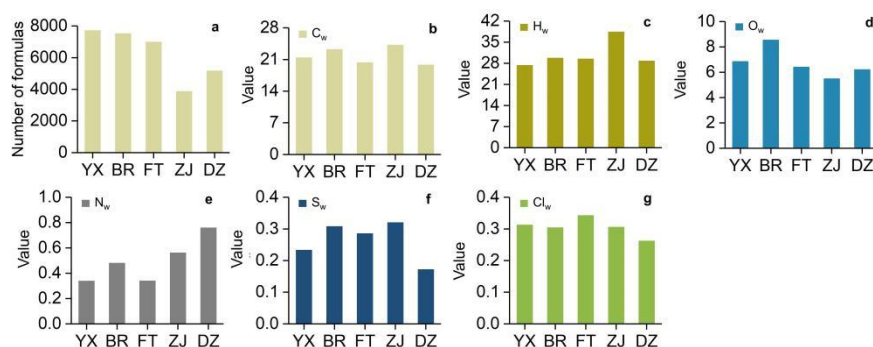 Number of formulas
8000
6000
4000
2000
0
a
YX BR FT ZJ DZ
Value
28
21
14
7
0
Cw
b
YX BR FT ZJ DZ
Value
42
35
28
21
14
7
0
Hw
c
YX BR FT ZJ DZ
Value
10
8
6
4
2
0
Ow
d
YX BR FT ZJ DZ
Value
1.0
0.8
0.6
0.4
0.2
0.0
Nw
e
YX BR FT ZJ DZ
Value
0.4
0.3
0.2
0.1
0.0
Sw
f
YX BR FT ZJ DZ
Value
0.4
0.3
0.2
0.1
0.0
Clw
g
YX BR FT ZJ DZ